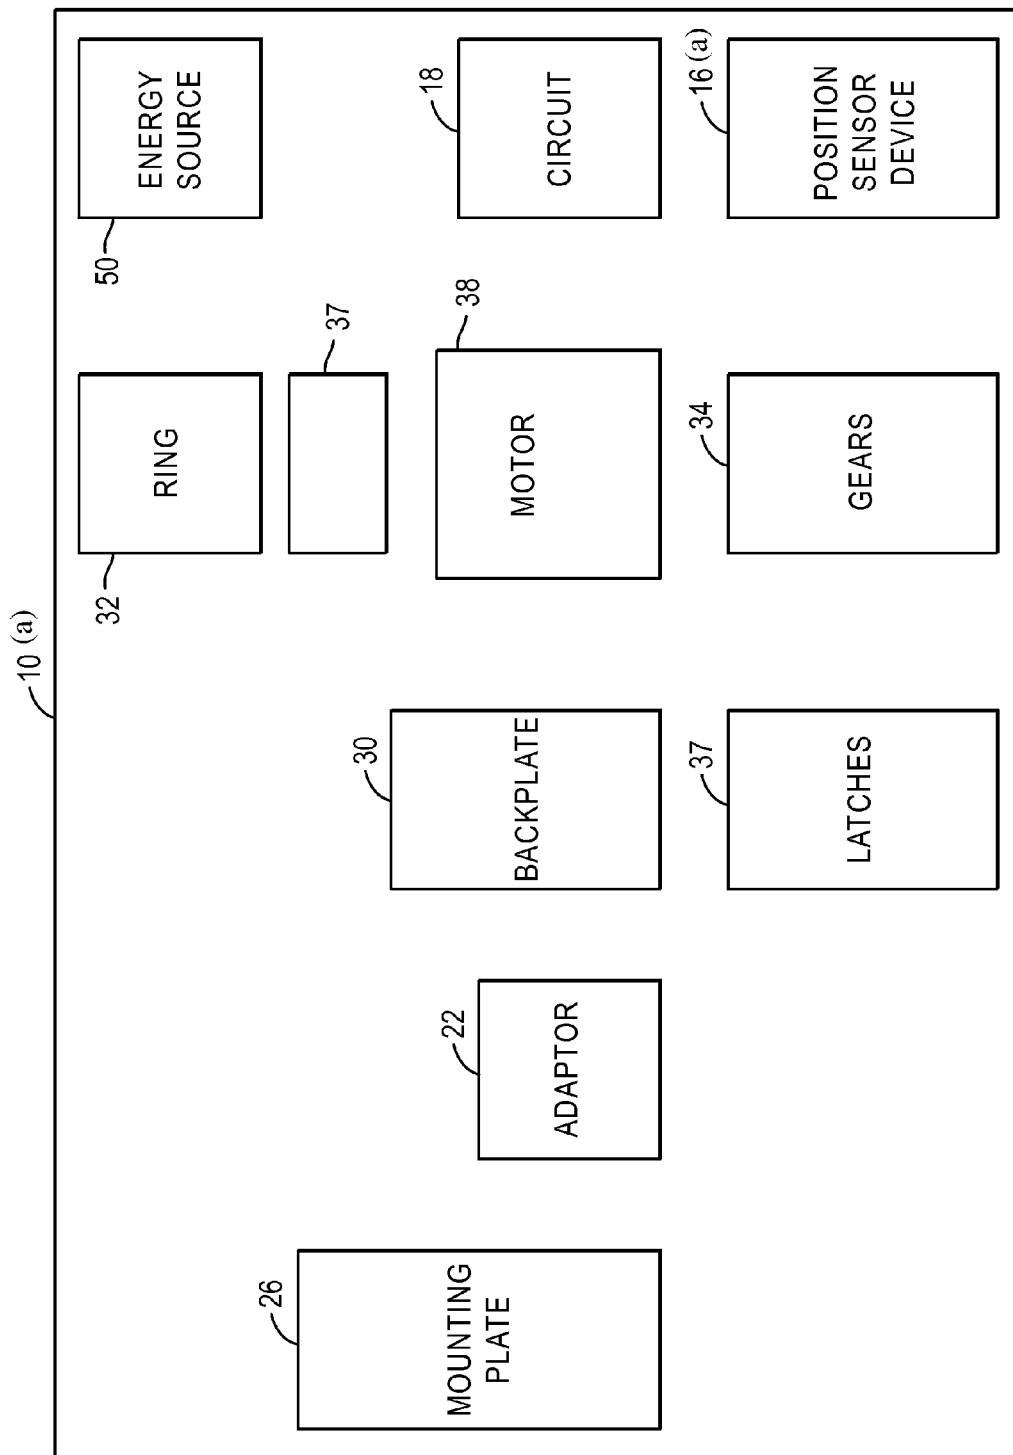 10 (a)
26
MOUNTING
PLATE
22
ADAPTOR
30
BACKPLATE
37
LATCHES
32
RING
37
38
MOTOR
34
GEARS
50
ENERGY
SOURCE
18
CIRCUIT
16 (a)
POSITION
SENSOR
DEVICE